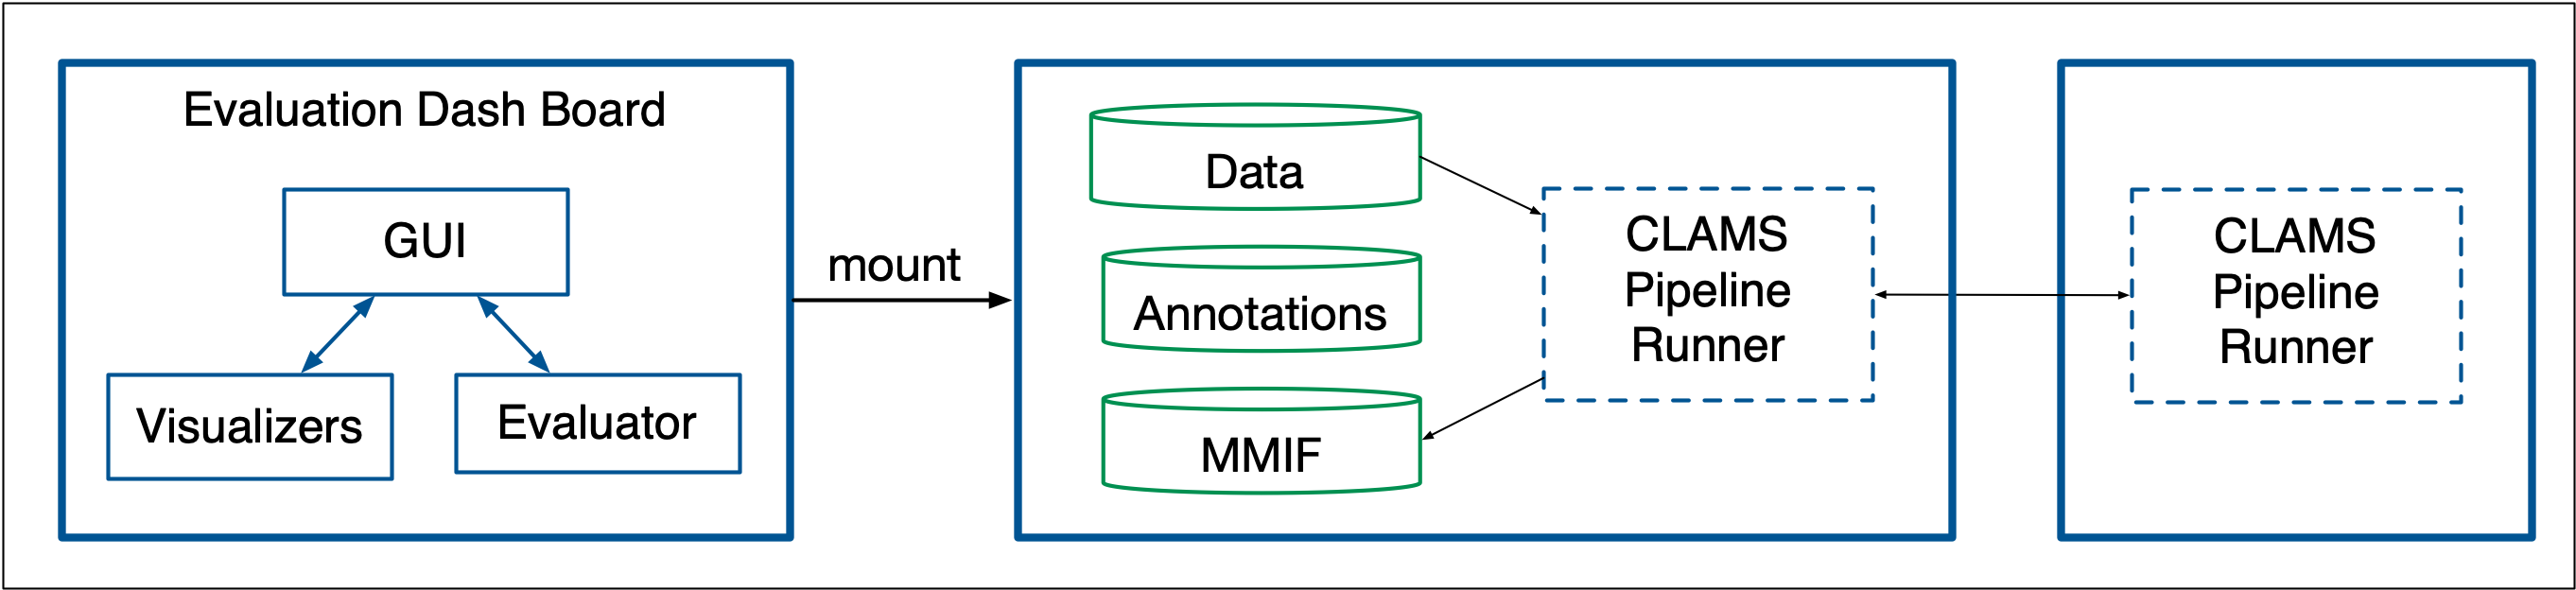 Evaluation Dash Board
GUI
Visualizers
Evaluator
mount
Data
Annotations
MMIF
CLAMS
Pipeline
Runner
CLAMS
Pipeline
Runner